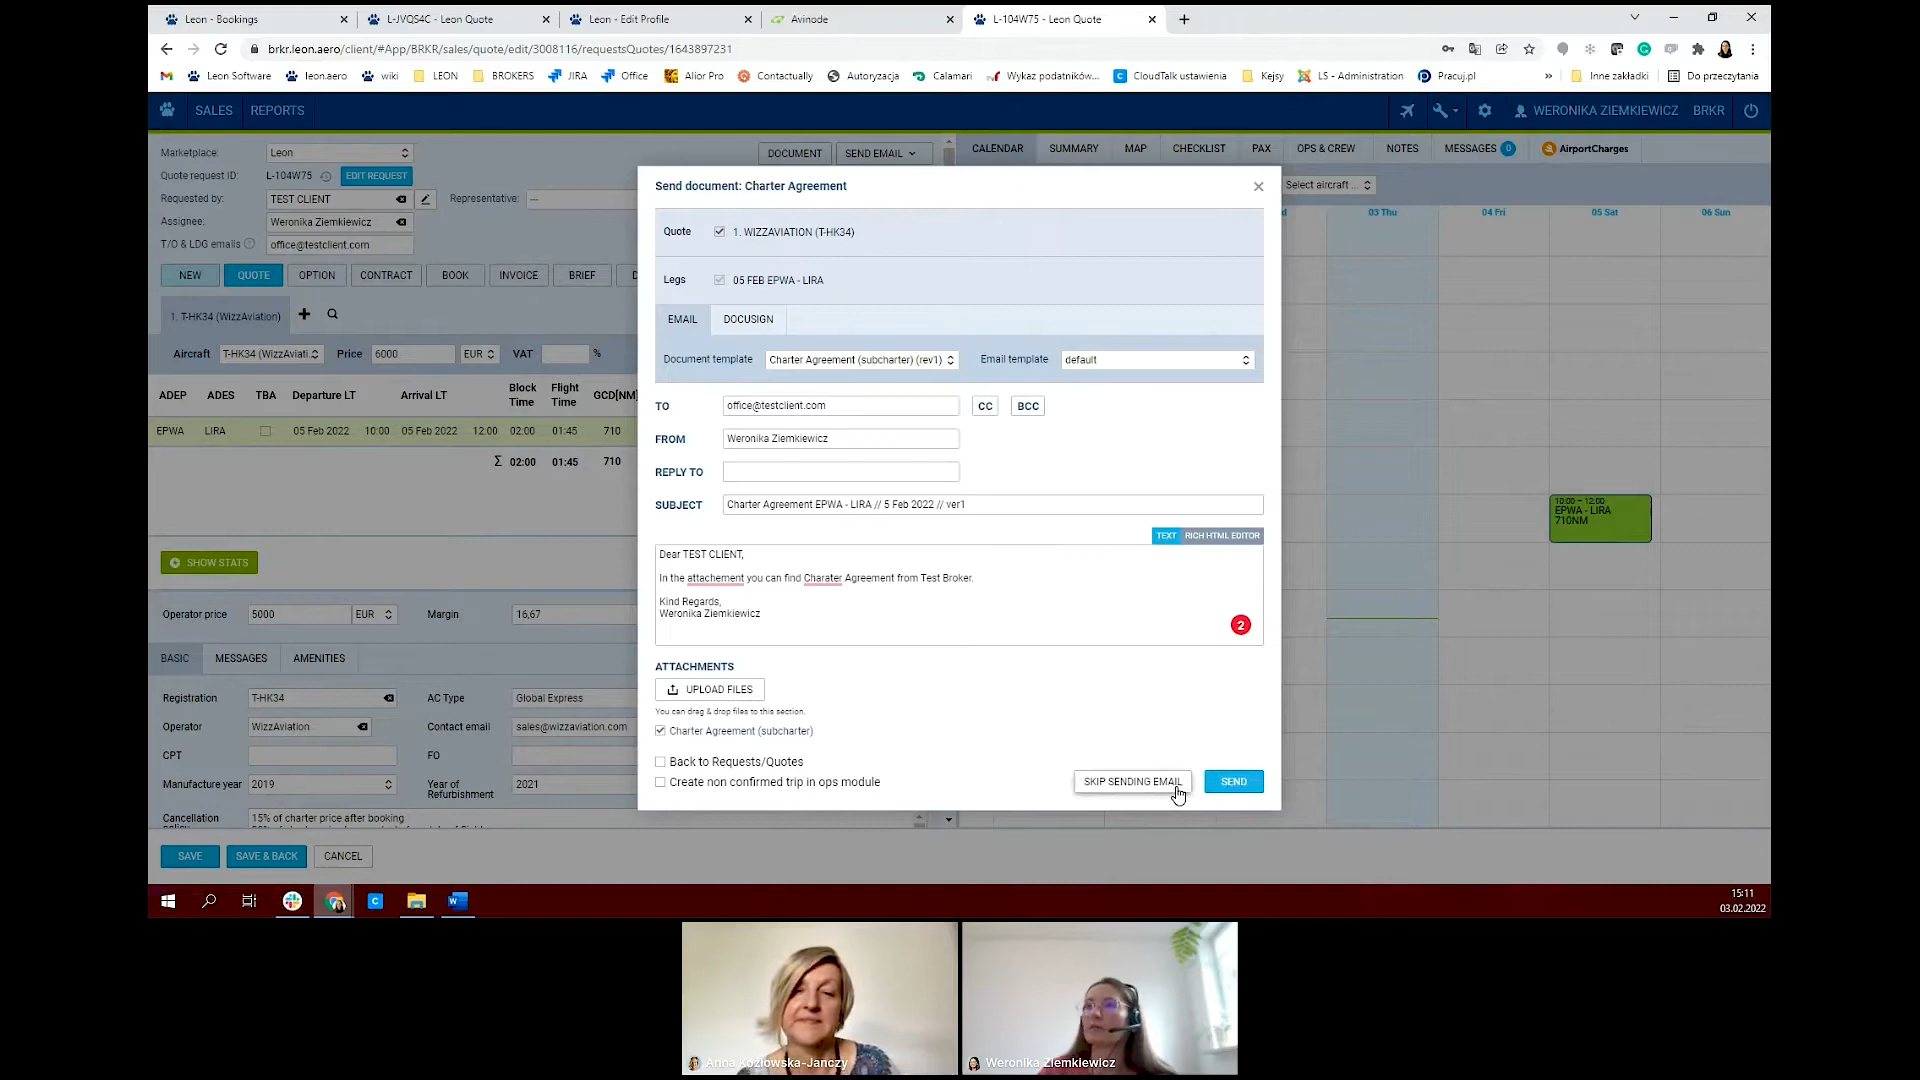 Leon - Bookings
L-JVQS4C - Leon Quote
Leon - Edit Profile
Avinode
L-104W75 - Leon Quote
brkr.leon.aero/client/#App/BRKR/sales/quote/edit/3008116/requestsQuotes/1643897231
Leon Software leon.aero wiki LEON BROKERS JIRA Office Alior Pro Contactually Autoryzacja Calamari Wykaz podatników... CloudTalk ustawienia Kejsy LS - Administration Pracuj.pl » Inne zakładki Do przeczytania
SALES REPORTS WERONIKA ZIEMKIEWICZ BRKR
Marketplace: Leon DOCUMENT SEND EMAIL
CALENDAR SUMMARY MAP CHECKLIST PAX OPS & CREW NOTES MESSAGES 0 AirportCharges
Quote request ID: L-104W75 EDIT REQUEST
Requested by: TEST CLIENT Representative: ---
Assignee: Weronika Ziemkiewicz
T/O & LDG emails office@testclient.com
NEW QUOTE OPTION CONTRACT BOOK INVOICE BRIEF D
1. T-HK34 (WizzAviation)
Aircraft T-HK34 (WizzAviati... Price 6000 EUR VAT %
ADEP ADES TBA Departure LT Arrival LT Block Time Flight Time GCD[NM]
EPWA LIRA 05 Feb 2022 10:00 05 Feb 2022 12:00 02:00 01:45 710
Σ 02:00 01:45 710
SHOW STATS
Operator price 5000 EUR Margin 16,67
BASIC MESSAGES AMENITIES
Registration T-HK34 AC Type Global Express
Operator WizzAviation Contact email sales@wizzaviation.com
CPT FO
Manufacture year 2019 Year of Refurbishment 2021
Cancellation 15% of charter price after booking
SAVE SAVE & BACK CANCEL
Send document: Charter Agreement
Quote 1. WIZZAVIATION (T-HK34)
Legs 05 FEB EPWA - LIRA
EMAIL DOCUSIGN
Document template Charter Agreement (subcharter) (rev1) Email template default
TO office@testclient.com CC BCC
FROM Weronika Ziemkiewicz
REPLY TO
SUBJECT Charter Agreement EPWA - LIRA // 5 Feb 2022 // ver1
TEXT RICH HTML EDITOR
Dear TEST CLIENT,
In the attachement you can find Charater Agreement from Test Broker.
Kind Regards,
Weronika Ziemkiewicz
2
ATTACHMENTS
UPLOAD FILES
You can drag & drop files to this section.
Charter Agreement (subcharter)
Back to Requests/Quotes
Create non confirmed trip in ops module
SKIP SENDING EMAIL SEND
Select aircraft ...
03 Thu 04 Fri 05 Sat 06 Sun
10:00 – 12:00
EPWA - LIRA
710NM
15:11
03.02.2022
Anna Kozłowska-Janczy
Weronika Ziemkiewicz